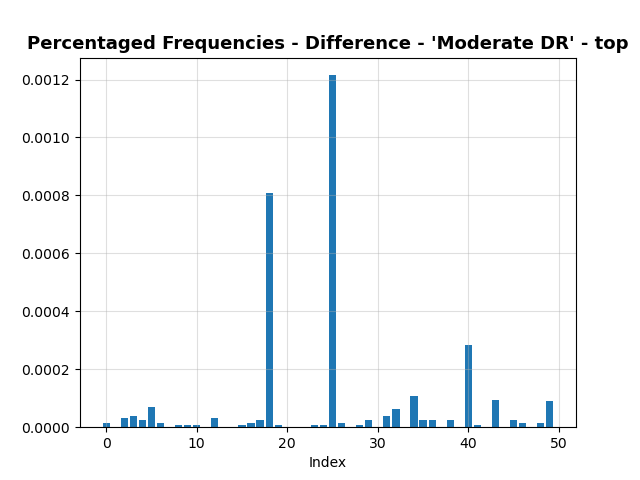 Percentaged Frequencies - Difference - 'Moderate DR' - top
0.0012
0.0010
0.0008
0.0006
0.0004
0.0002
0.0000
0 10 20 30 40 50
Index